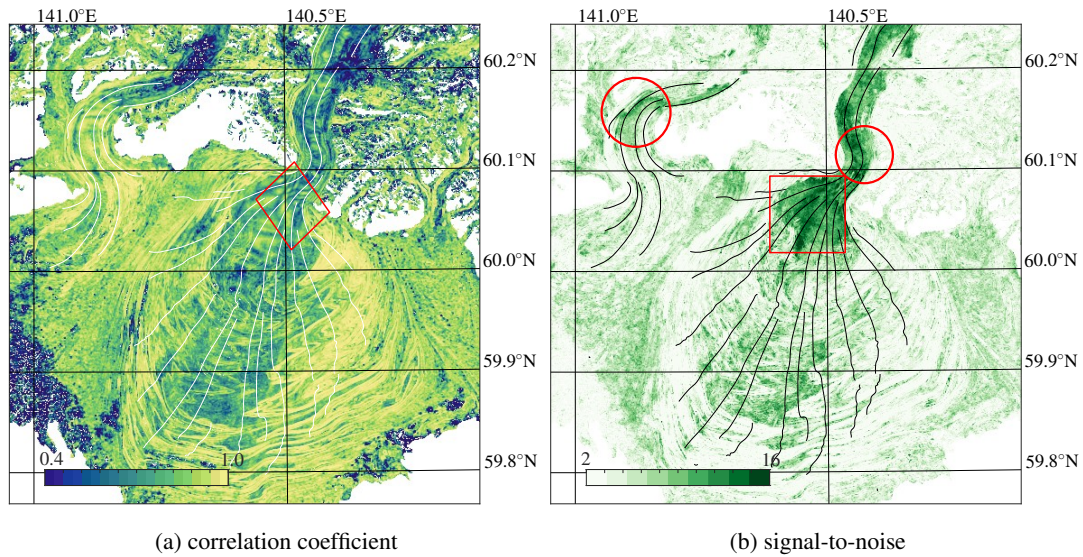 141.0°W 140.5°W 141.0°W 140.5°W
60.2°N 60.2°N
60.1°N 60.1°N
60.0°N 60.0°N
59.9°N 59.9°N
59.8°N 59.8°N
0.4 1.0 2 16
(a) correlation coefficient (b) signal-to-noise